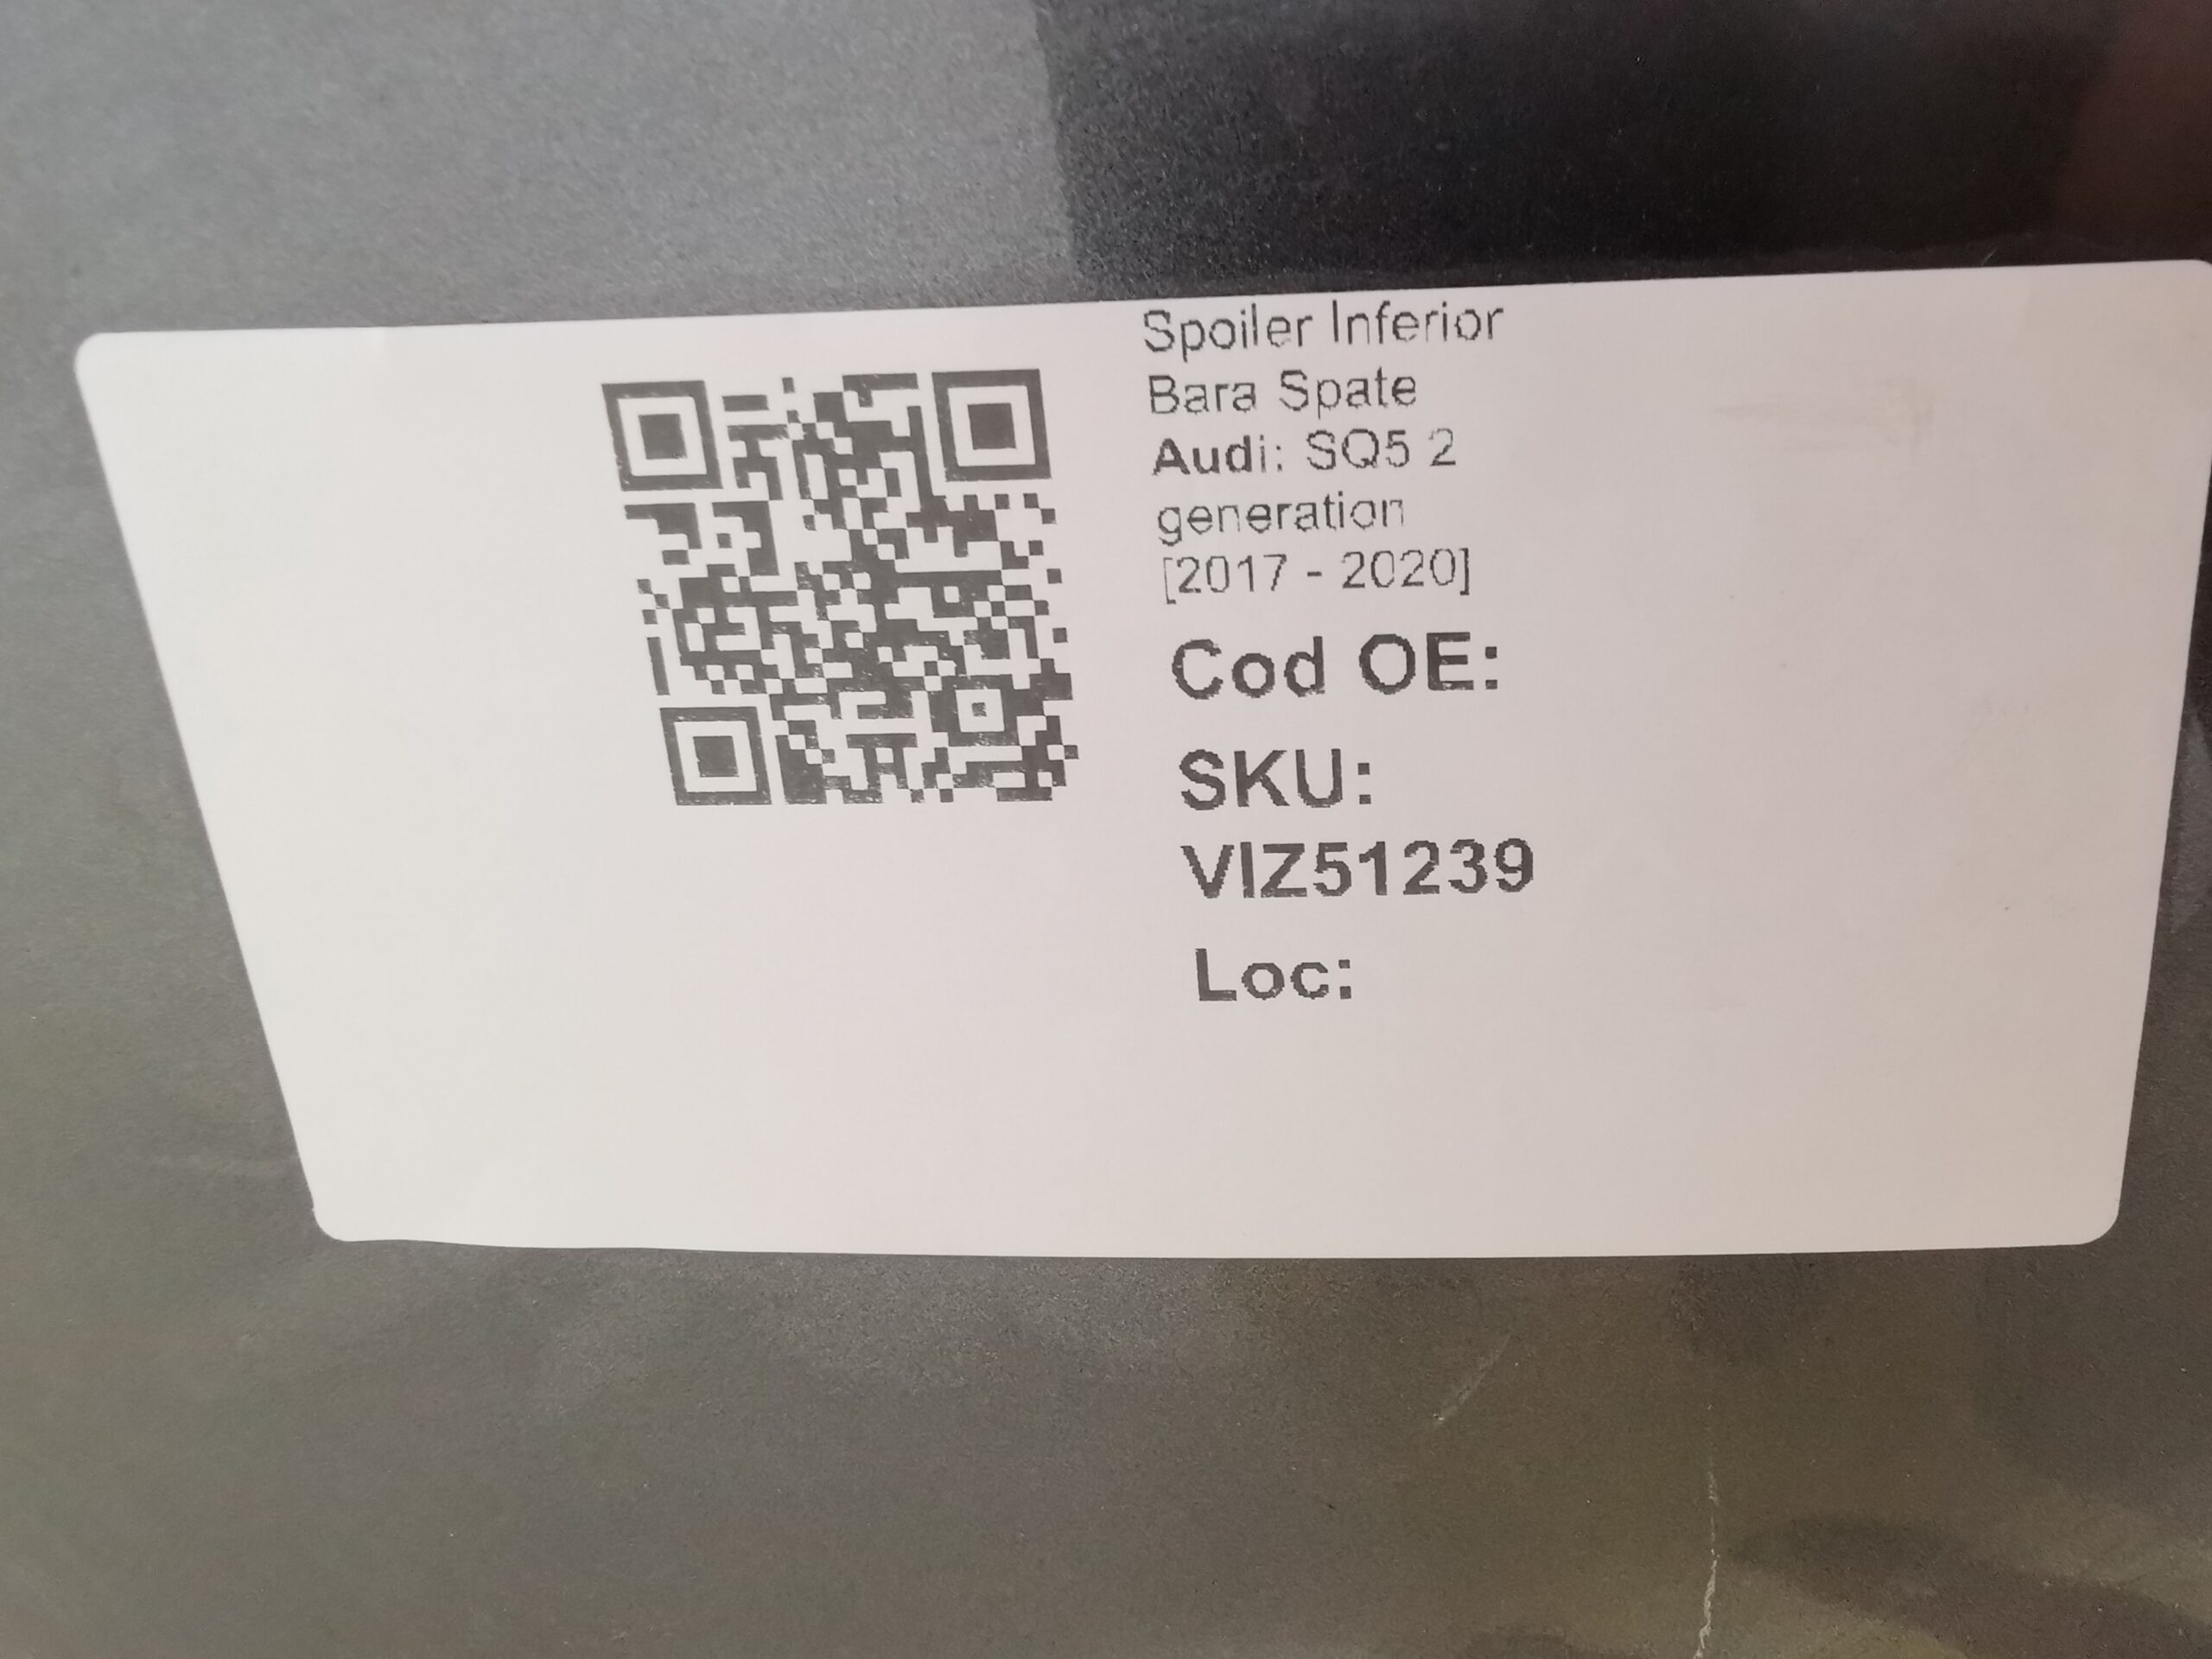 Spoiler Inferior
Bara Spate
Audi: SQ5 2
generation
[2017 - 2020]
Cod OE:
SKU:
VIZ51239
Loc: